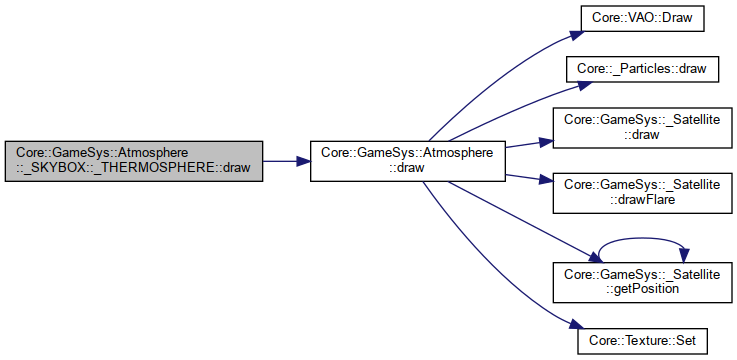 Core::GameSys::Atmosphere
::_SKYBOX::_THERMOSPHERE::draw
Core::GameSys::Atmosphere
::draw
Core::VAO::Draw
Core::_Particles::draw
Core::GameSys::_Satellite
::draw
Core::GameSys::_Satellite
::drawFlare
Core::GameSys::_Satellite
::getPosition
Core::Texture::Set